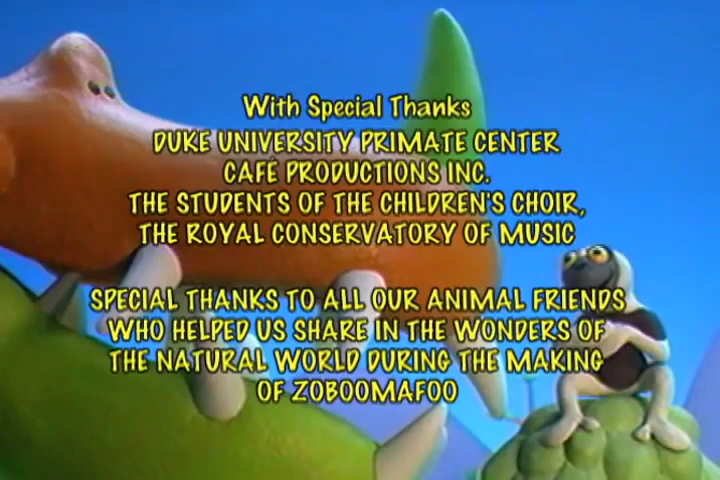 With Special Thanks
DUKE UNIVERSITY PRIMATE CENTER
CAFÉ PRODUCTIONS INC.
THE STUDENTS OF THE CHILDREN'S CHOIR,
THE ROYAL CONSERVATORY OF MUSIC
SPECIAL THANKS TO ALL OUR ANIMAL FRIENDS
WHO HELPED US SHARE IN THE WONDERS OF
THE NATURAL WORLD DURING THE MAKING
OF ZOBOOMAFOO